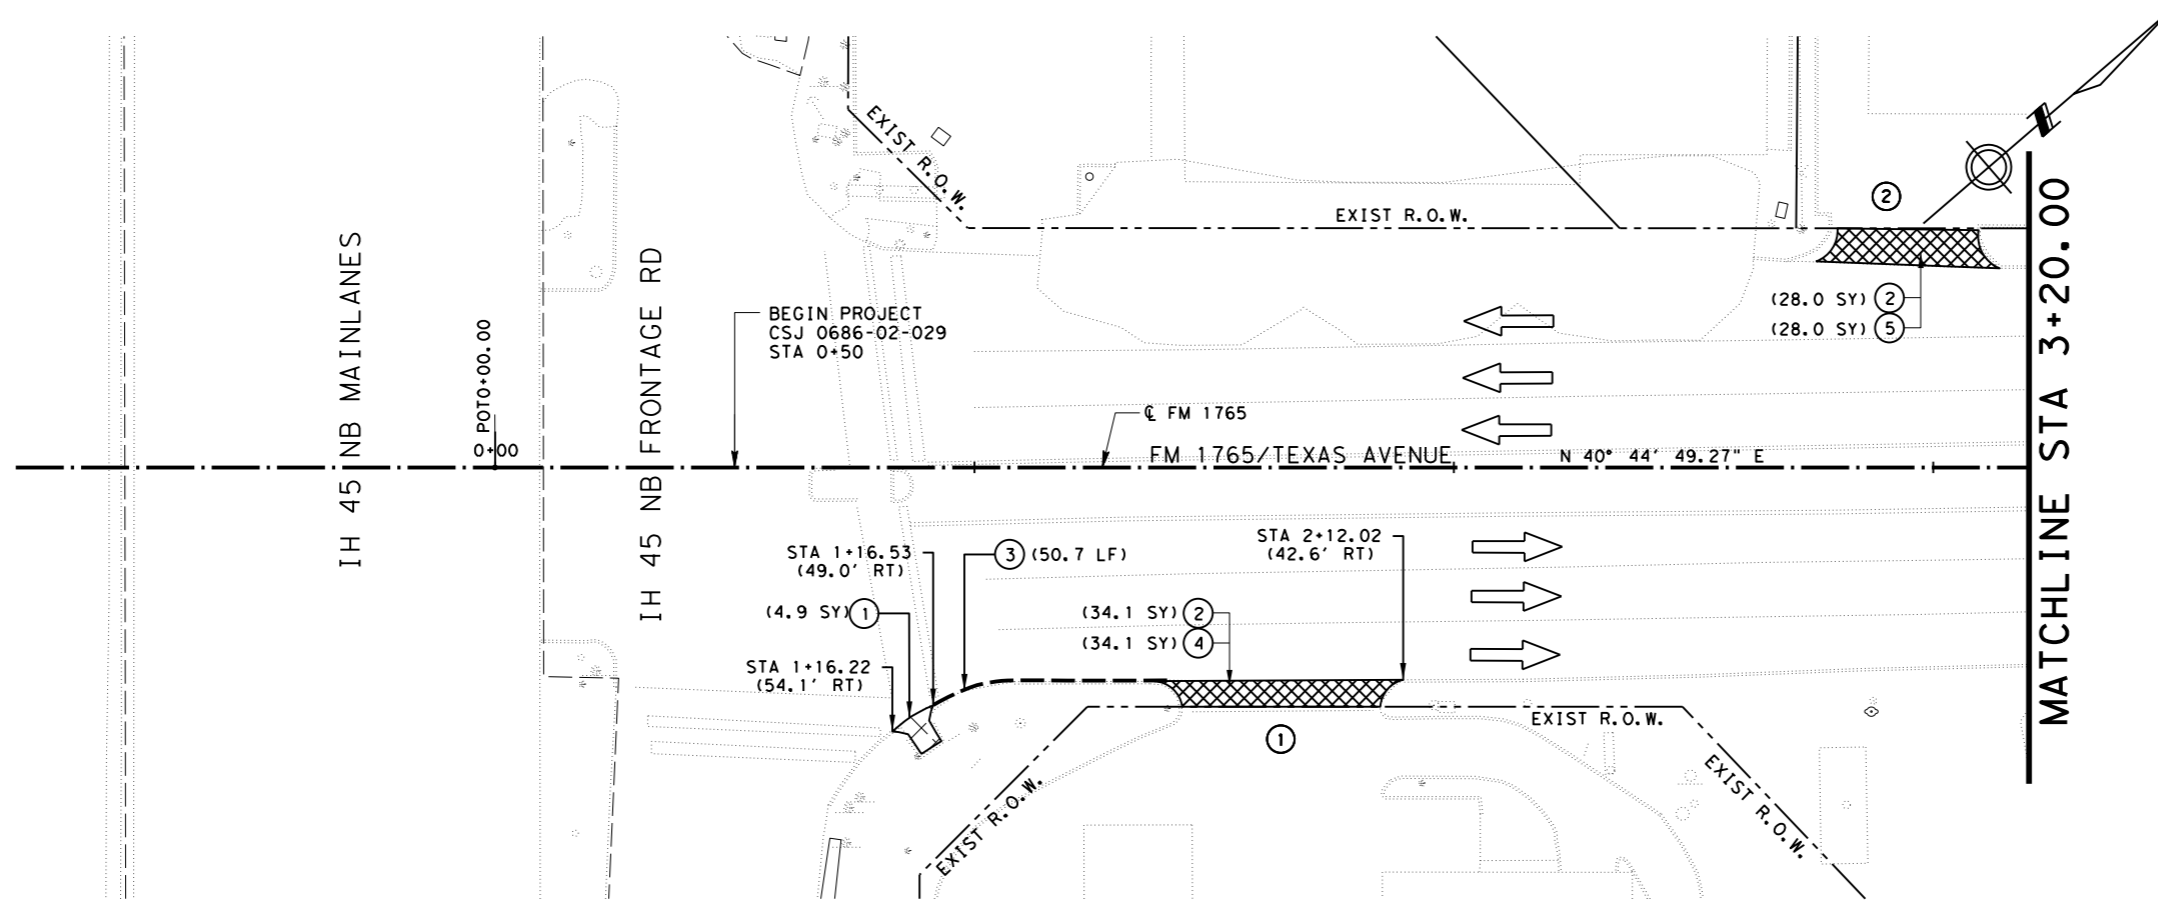 EXIST R.O.W.
EXIST R.O.W.
2
(28.0 SY) 2
(28.0 SY) 5
MATCHLINE STA 3+20.00
IH 45 NB MAINLANES
POT0+00.00
0+00
IH 45 NB FRONTAGE RD
BEGIN PROJECT
CSJ 0686-02-029
STA 0+50
℄ FM 1765
FM 1765/TEXAS AVENUE
N 40° 44' 49.27" E
STA 1+16.53
(49.0' RT)
3 (50.7 LF)
STA 2+12.02
(42.6' RT)
(4.9 SY) 1
(34.1 SY) 2
(34.1 SY) 4
STA 1+16.22
(54.1' RT)
1
EXIST R.O.W.
EXIST R.O.W.
EXIST R.O.W.